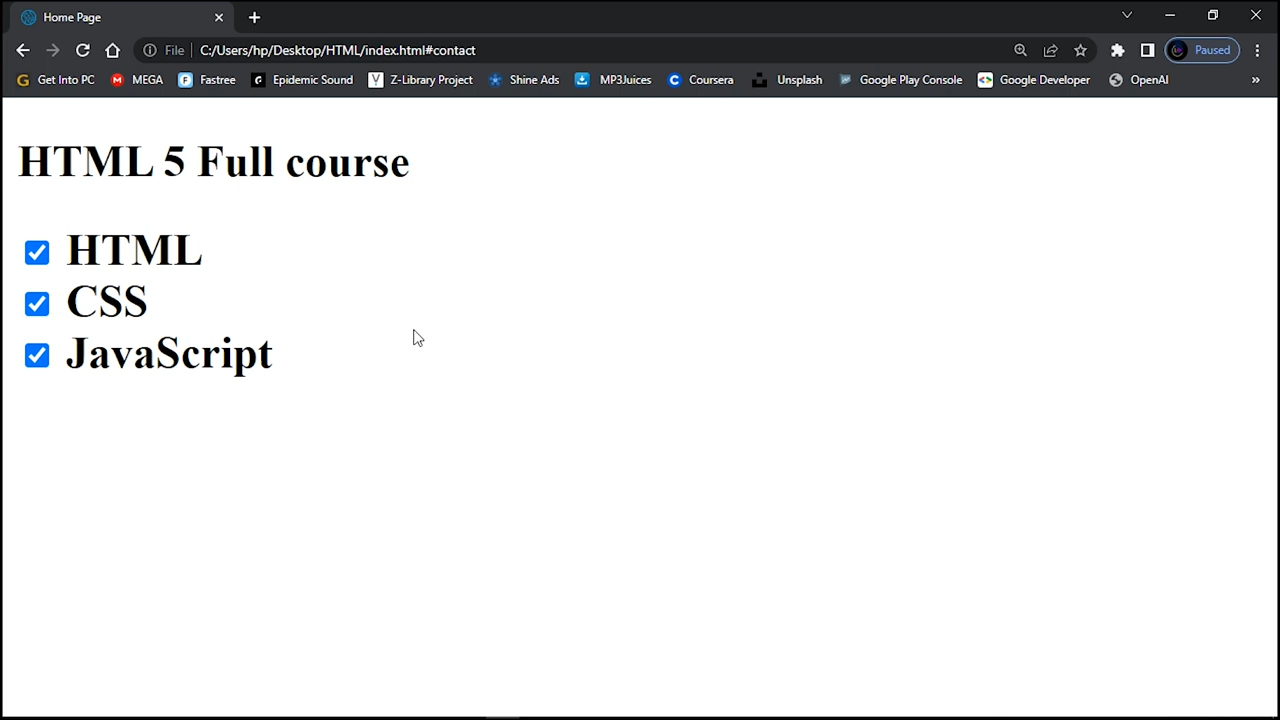 Home Page
File C:/Users/hp/Desktop/HTML/index.html#contact Paused
Get Into PC MEGA Fastree Epidemic Sound Z-Library Project Shine Ads MP3Juices Coursera Unsplash Google Play Console Google Developer OpenAI
HTML 5 Full course
HTML
CSS
JavaScript